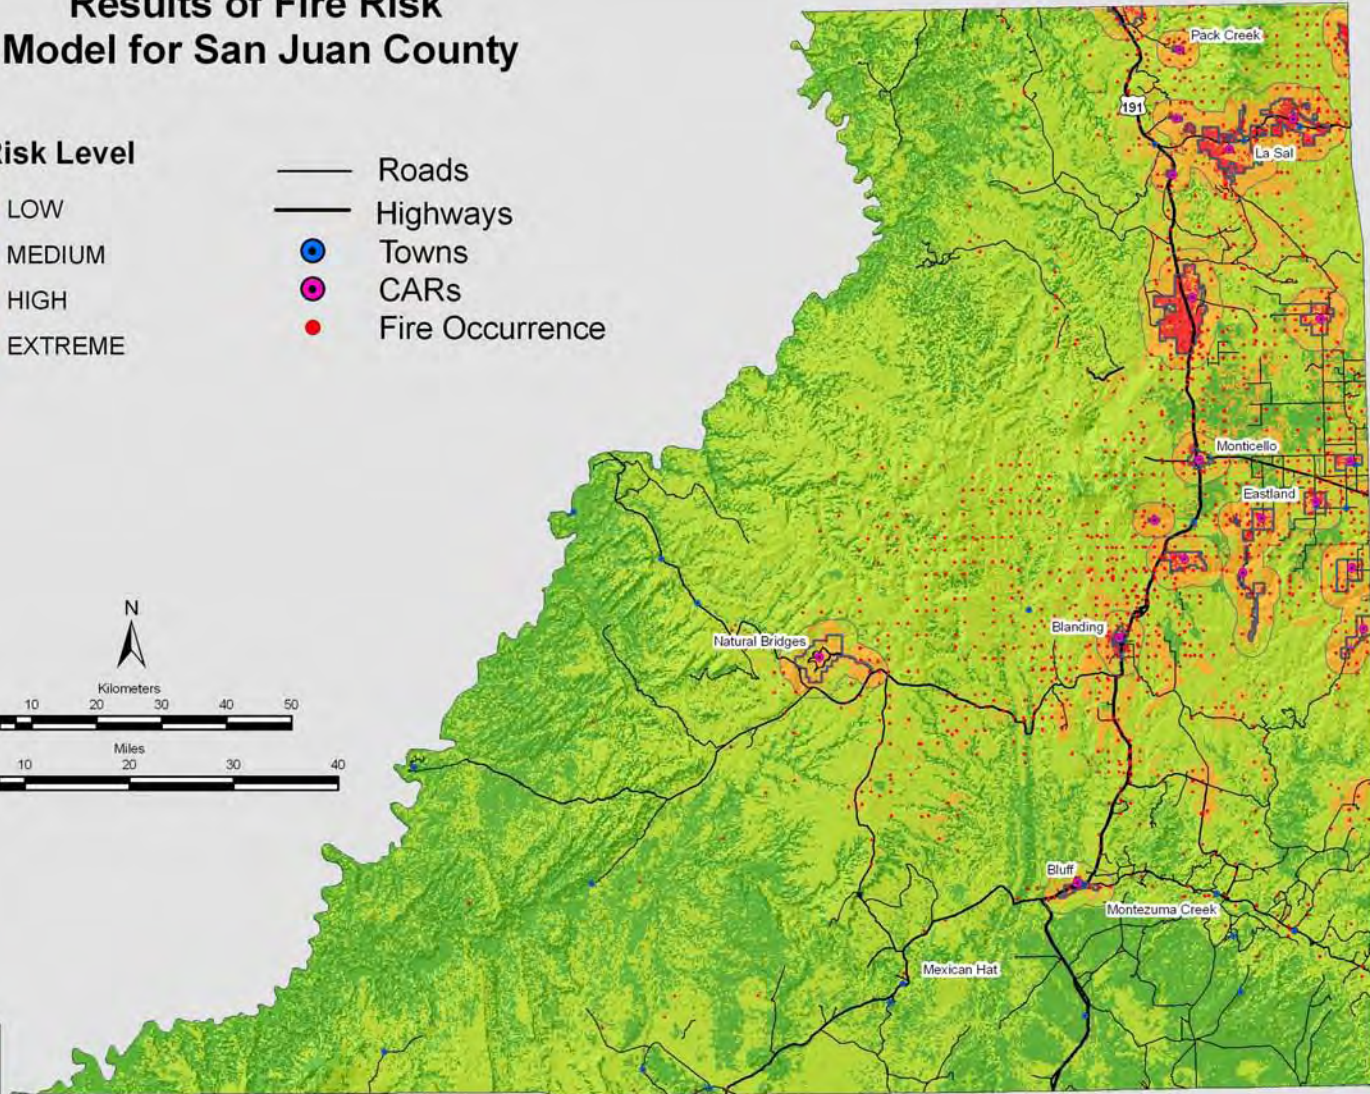 Results of Fire Risk
Model for San Juan County
Risk Level
LOW
MEDIUM
HIGH
EXTREME
Roads
Highways
Towns
CARs
Fire Occurrence
N
Kilometers
10 20 30 40 50
Miles
10 20 30 40
Pack Creek
191
La Sal
Monticello
Eastland
Blanding
Natural Bridges
Bluff
Montezuma Creek
Mexican Hat